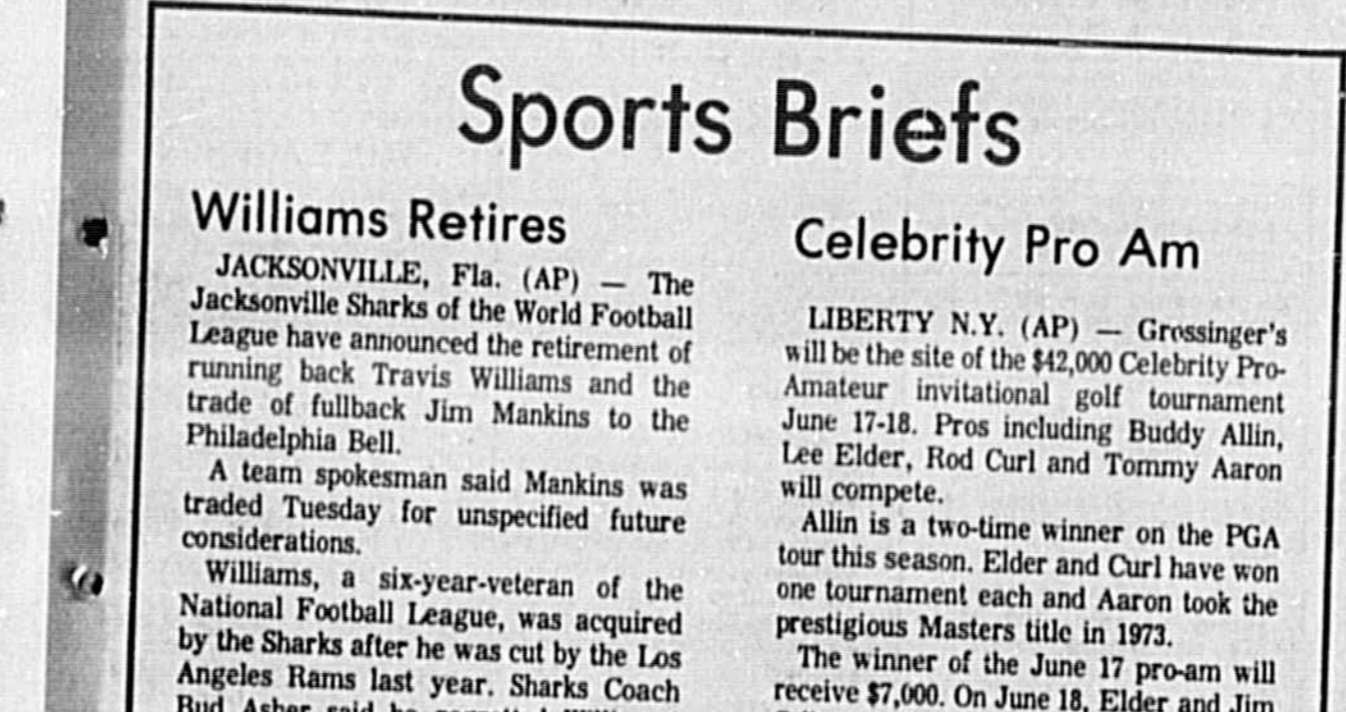 Sports Briefs
Williams Retires
JACKSONVILLE, Fla. (AP) — The
Jacksonville Sharks of the World Football
League have announced the retirement of
running back Travis Williams and the
trade of fullback Jim Mankins to the
Philadelphia Bell.
A team spokesman said Mankins was
traded Tuesday for unspecified future
considerations.
Williams, a six-year-veteran of the
National Football League, was acquired
by the Sharks after he was cut by the Los
Angeles Rams last year. Sharks Coach
Bud Asher said he
Celebrity Pro Am
LIBERTY N.Y. (AP) — Grossinger's
will be the site of the $42,000 Celebrity Pro-
Amateur invitational golf tournament
June 17-18. Pros including Buddy Allin,
Lee Elder, Rod Curl and Tommy Aaron
will compete.
Allin is a two-time winner on the PGA
tour this season. Elder and Curl have won
one tournament each and Aaron took the
prestigious Masters title in 1973.
The winner of the June 17 pro-am will
receive $7,000. On June 18, Elder and Jim